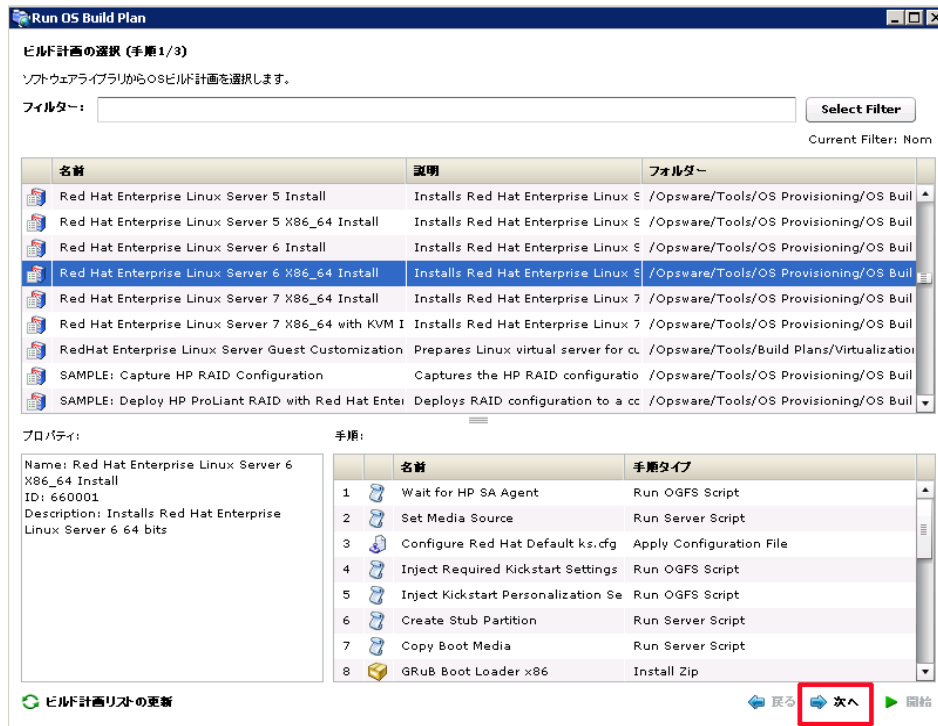 Run OS Build Plan
ビルド計画の選択 (手順1/3)
ソフトウェアライブラリからOSビルド計画を選択します。
フィルター:
Select Filter
Current Filter: Nom
名前 説明 フォルダー
Red Hat Enterprise Linux Server 5 Install Installs Red Hat Enterprise Linux S /Opsware/Tools/OS Provisioning/OS Buil
Red Hat Enterprise Linux Server 5 X86_64 Install Installs Red Hat Enterprise Linux S /Opsware/Tools/OS Provisioning/OS Buil
Red Hat Enterprise Linux Server 6 Install Installs Red Hat Enterprise Linux S /Opsware/Tools/OS Provisioning/OS Buil
Red Hat Enterprise Linux Server 6 X86_64 Install Installs Red Hat Enterprise Linux S /Opsware/Tools/OS Provisioning/OS Buil
Red Hat Enterprise Linux Server 7 X86_64 Install Installs Red Hat Enterprise Linux 7 /Opsware/Tools/OS Provisioning/OS Buil
Red Hat Enterprise Linux Server 7 X86_64 with KVM I Installs Red Hat Enterprise Linux 7 /Opsware/Tools/OS Provisioning/OS Buil
RedHat Enterprise Linux Server Guest Customization Prepares Linux virtual server for cu /Opsware/Tools/Build Plans/Virtualization
SAMPLE: Capture HP RAID Configuration Captures the HP RAID configuratio /Opsware/Tools/OS Provisioning/OS Buil
SAMPLE: Deploy HP ProLiant RAID with Red Hat Enter Deploys RAID configuration to a cc /Opsware/Tools/OS Provisioning/OS Buil
プロパティ:
Name: Red Hat Enterprise Linux Server 6
X86_64 Install
ID: 660001
Description: Installs Red Hat Enterprise
Linux Server 6 64 bits
手順:
名前 手順タイプ
1 Wait for HP SA Agent Run OGFS Script
2 Set Media Source Run Server Script
3 Configure Red Hat Default ks.cfg Apply Configuration File
4 Inject Required Kickstart Settings Run OGFS Script
5 Inject Kickstart Personalization Se Run OGFS Script
6 Create Stub Partition Run Server Script
7 Copy Boot Media Run Server Script
8 GRuB Boot Loader x86 Install Zip
ビルド計画リストの更新
戻る 次へ 開始